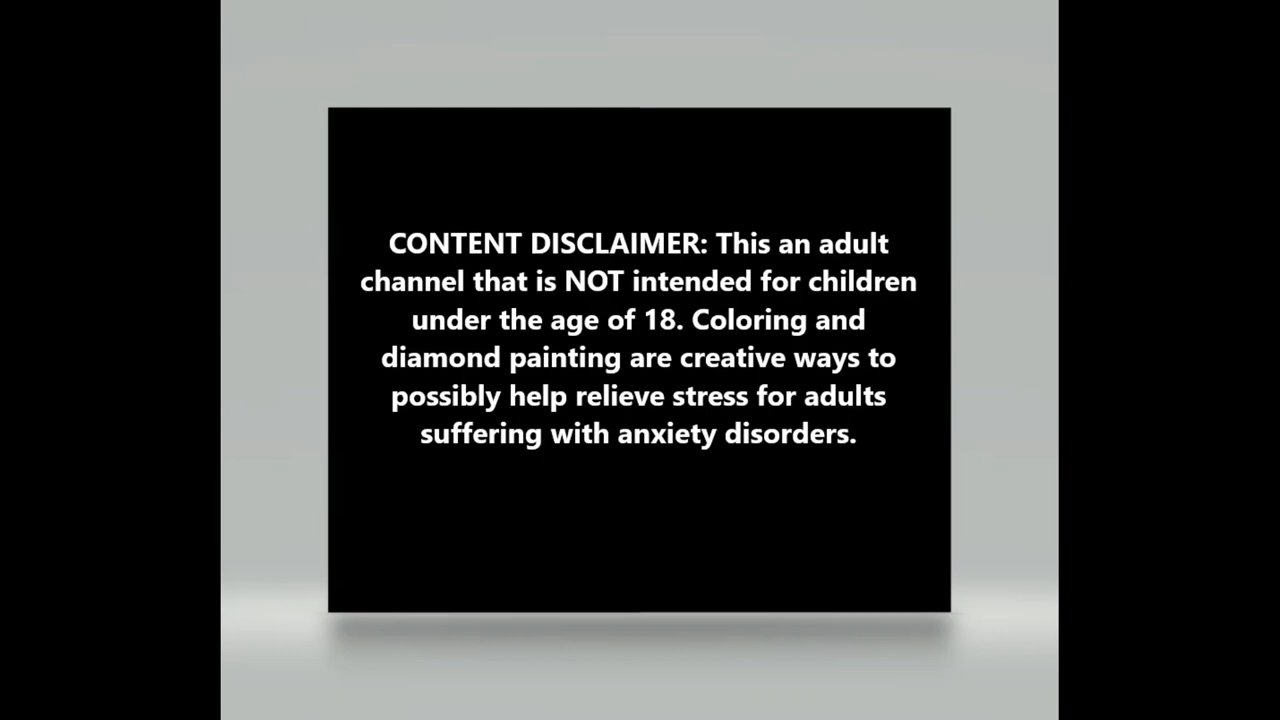 CONTENT DISCLAIMER: This an adult
channel that is NOT intended for children
under the age of 18. Coloring and
diamond painting are creative ways to
possibly help relieve stress for adults
suffering with anxiety disorders.